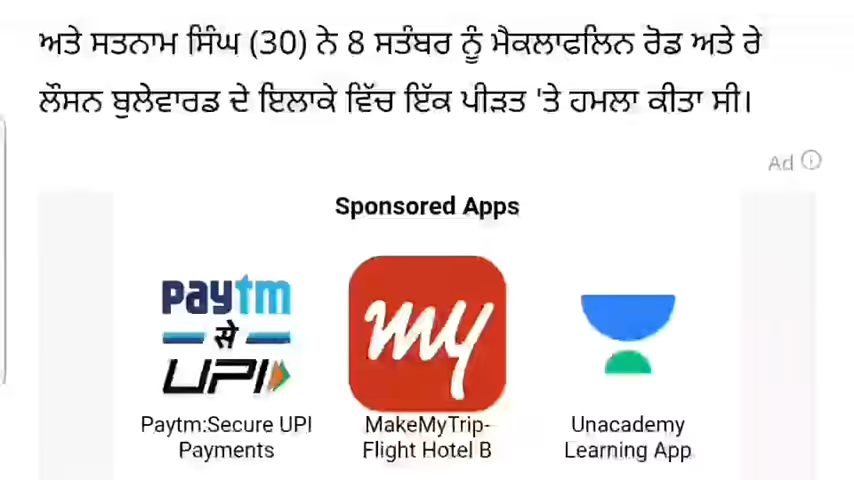 ਅਤੇ ਸਤਨਾਮ ਸਿੰਘ (30) ਨੇ 8 ਸਤੰਬਰ ਨੂੰ ਮੈਕਲਾਫਲਿਨ ਰੋਡ ਅਤੇ ਰੇ
ਲੌਸਨ ਬੁਲੇਵਾਰਡ ਦੇ ਇਲਾਕੇ ਵਿੱਚ ਇੱਕ ਪੀੜਤ 'ਤੇ ਹਮਲਾ ਕੀਤਾ ਸੀ।
Ad
Sponsored Apps
paytm
से
UPI
my
Paytm:Secure UPI
Payments
MakeMyTrip-
Flight Hotel B
Unacademy
Learning App